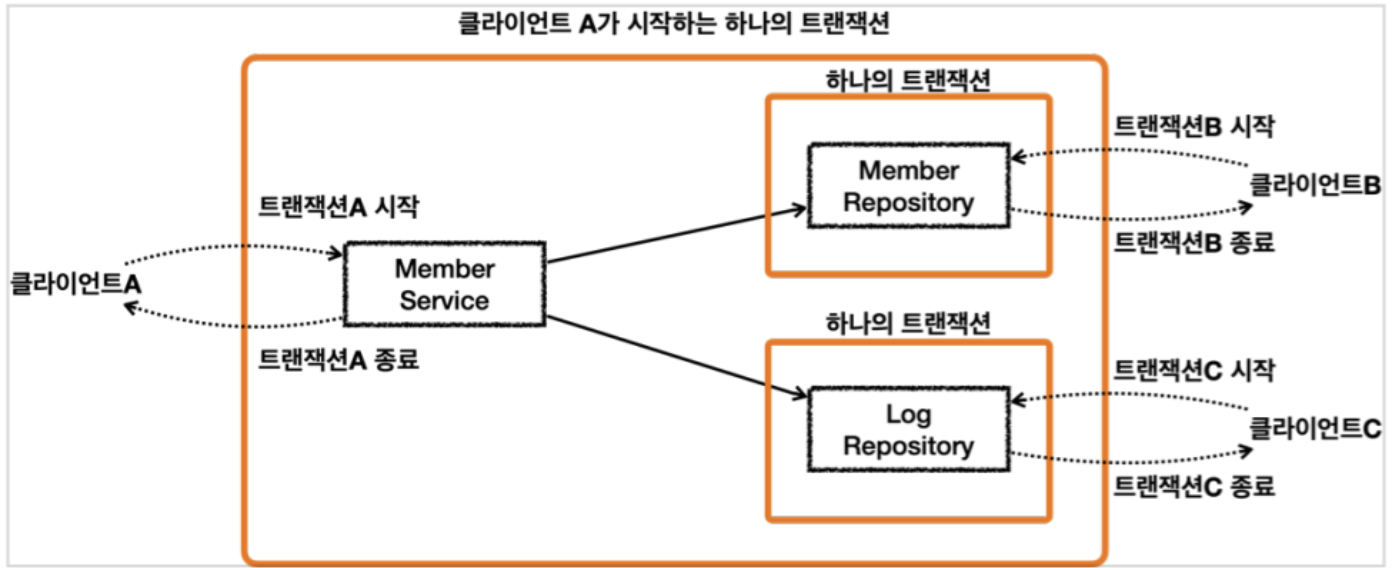 클라이언트 A가 시작하는 하나의 트랜잭션
하나의 트랜잭션
트랜잭션B 시작
Member
Repository
클라이언트B
트랜잭션B 종료
트랜잭션A 시작
클라이언트A
Member
Service
트랜잭션A 종료
하나의 트랜잭션
트랜잭션C 시작
Log
Repository
클라이언트C
트랜잭션C 종료